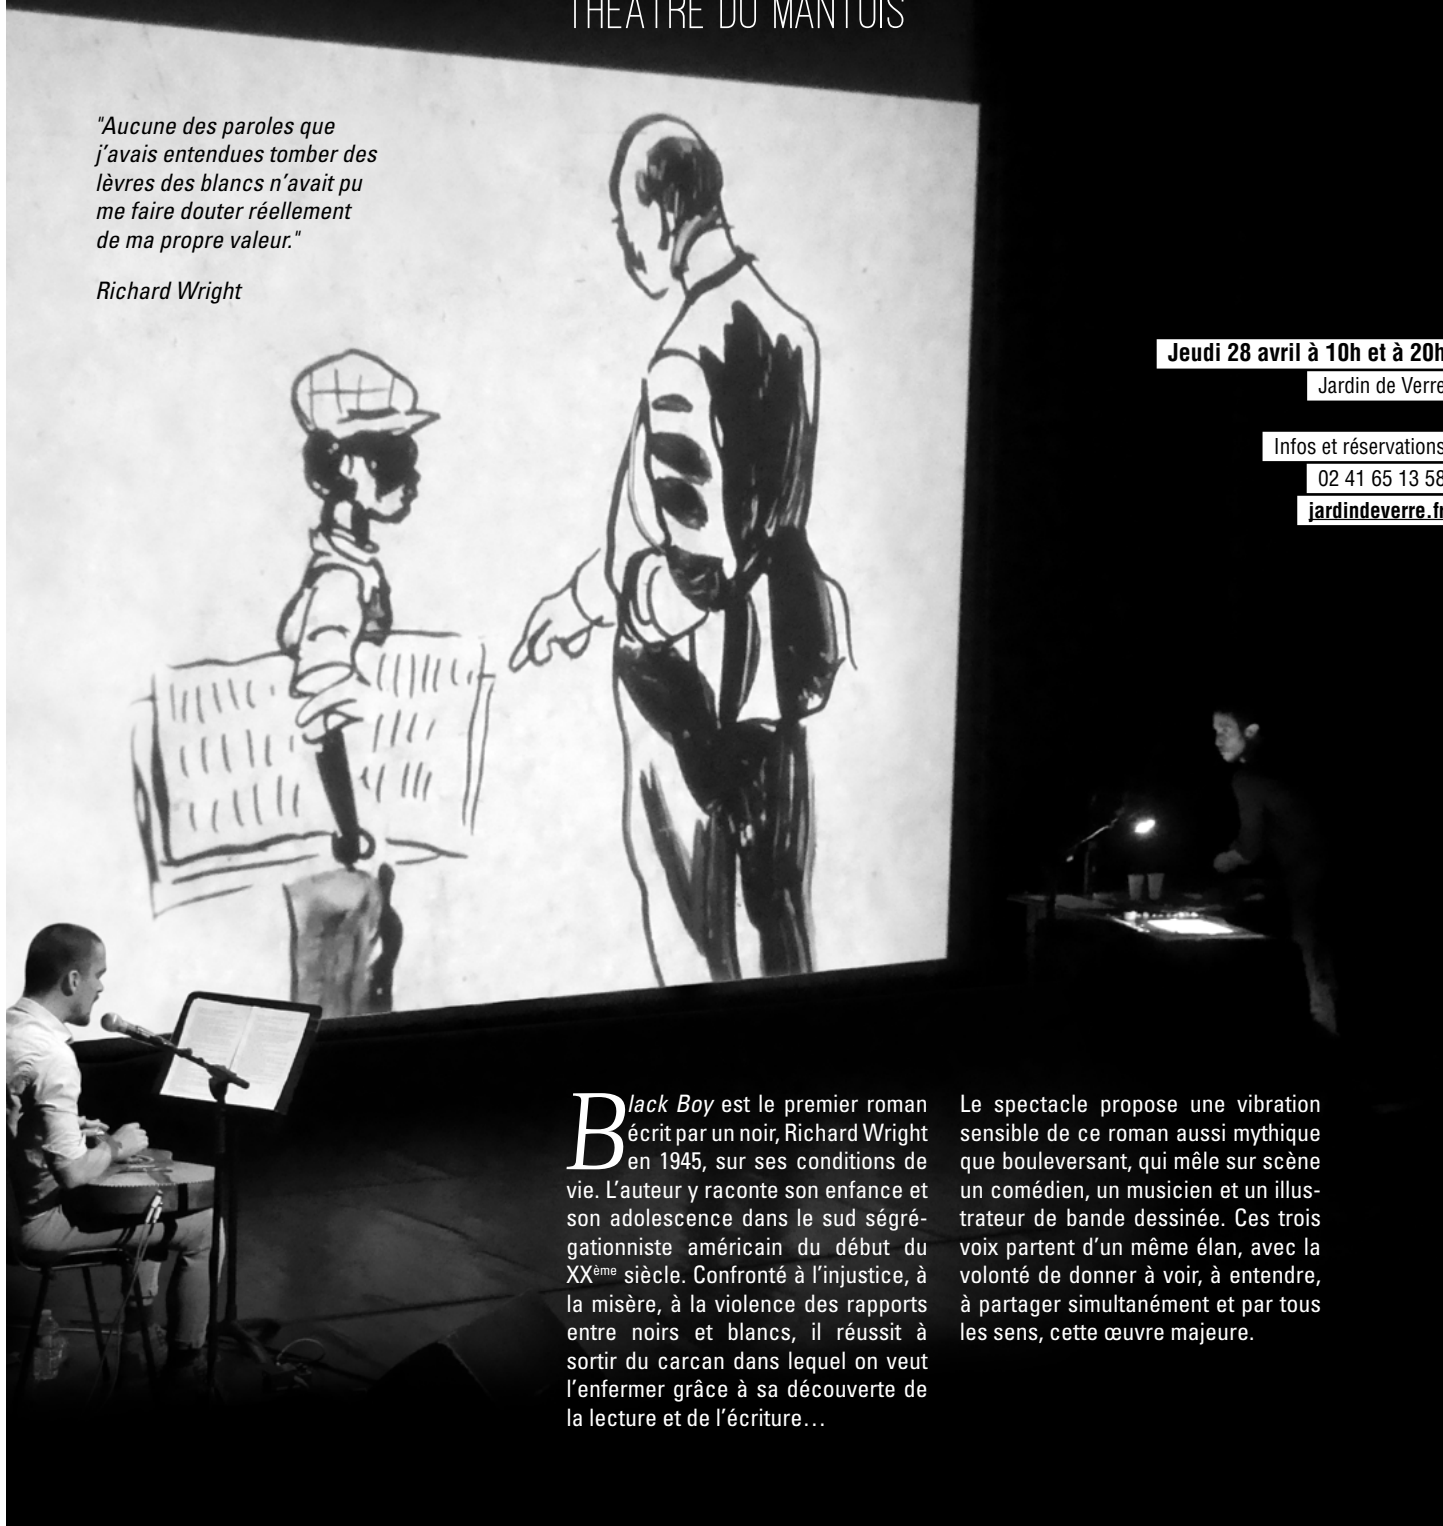 THÉÂTRE DU MANTOIS
"Aucune des paroles que
j'avais entendues tomber des
lèvres des blancs n'avait pu
me faire douter réellement
de ma propre valeur."
Richard Wright
Jeudi 28 avril à 10h et à 20h
Jardin de Verre
Infos et réservations
02 41 65 13 58
jardindeverre.fr
Black Boy est le premier roman
écrit par un noir, Richard Wright
en 1945, sur ses conditions de
vie. L'auteur y raconte son enfance et
son adolescence dans le sud ségré-
gationniste américain du début du
XXème siècle. Confronté à l'injustice, à
la misère, à la violence des rapports
entre noirs et blancs, il réussit à
sortir du carcan dans lequel on veut
l'enfermer grâce à sa découverte de
la lecture et de l'écriture…
Le spectacle propose une vibration
sensible de ce roman aussi mythique
que bouleversant, qui mêle sur scène
un comédien, un musicien et un illus-
trateur de bande dessinée. Ces trois
voix partent d'un même élan, avec la
volonté de donner à voir, à entendre,
à partager simultanément et par tous
les sens, cette œuvre majeure.